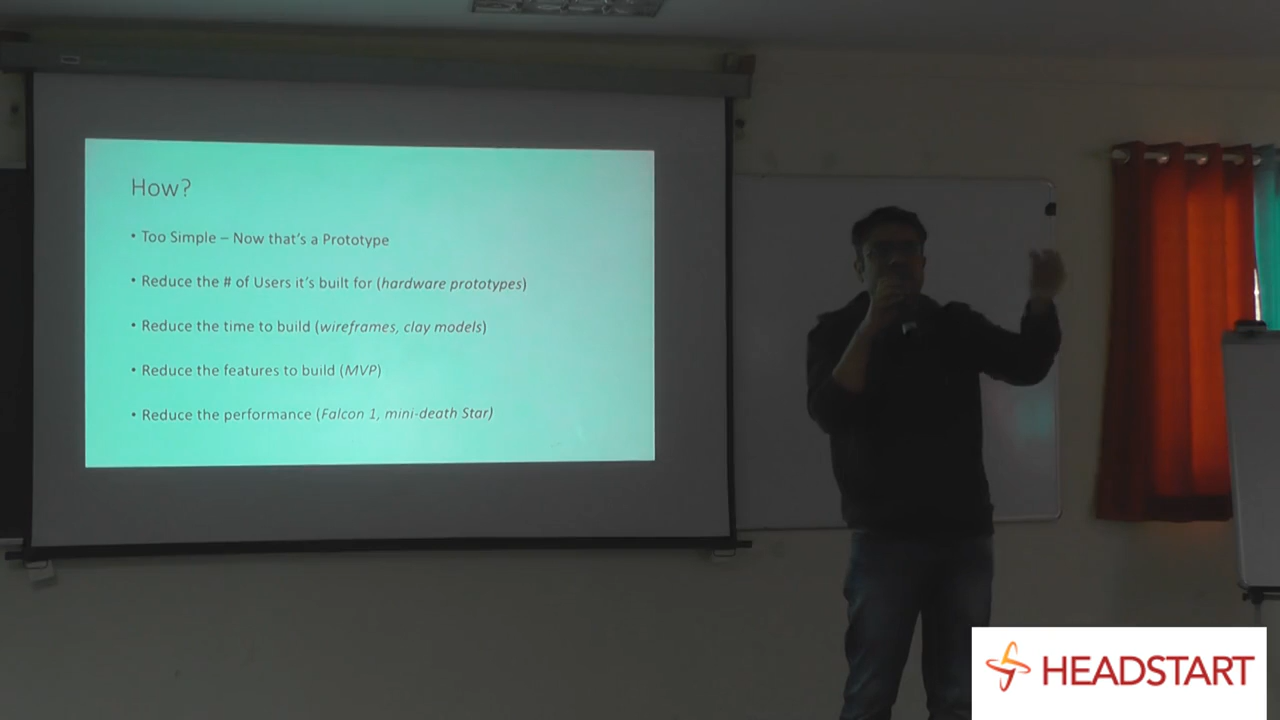 How?
• Too Simple – Now that's a Prototype
• Reduce the # of Users it's built for (hardware prototypes)
• Reduce the time to build (wireframes, clay models)
• Reduce the features to build (MVP)
• Reduce the performance (Falcon 1, mini-death Star)
HEADSTART